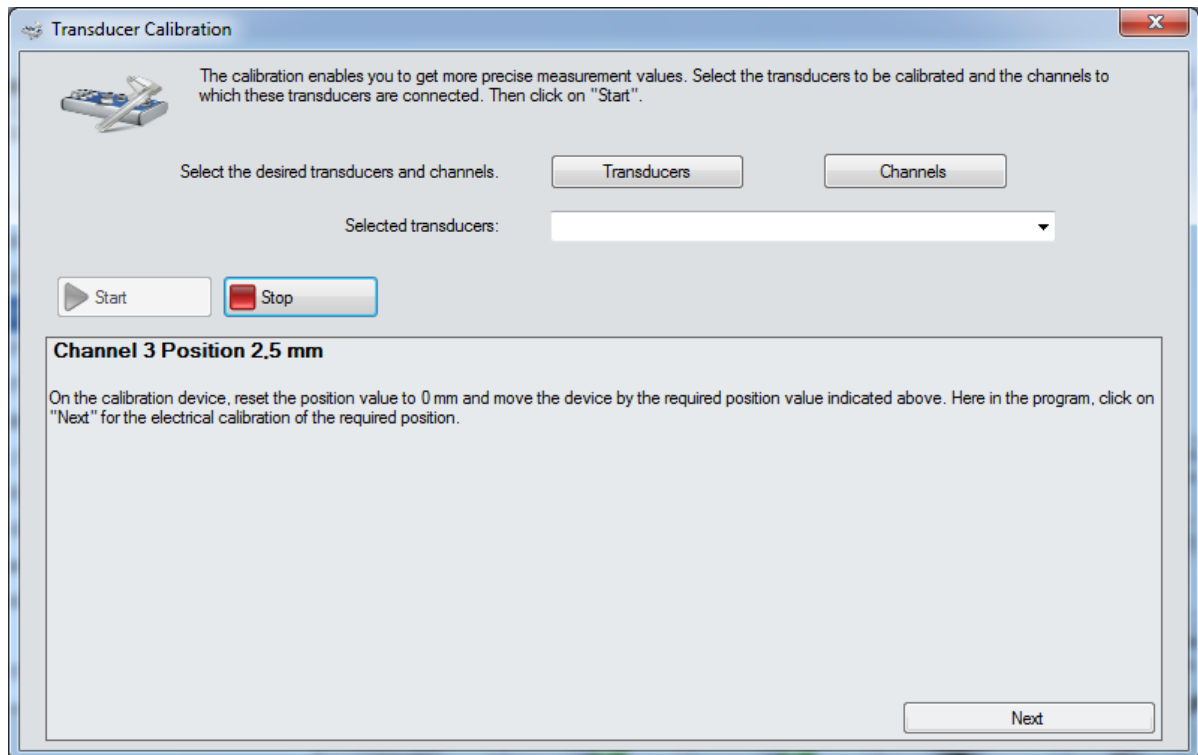 Transducer Calibration
The calibration enables you to get more precise measurement values. Select the transducers to be calibrated and the channels to
which these transducers are connected. Then click on "Start".
Select the desired transducers and channels.
Transducers
Channels
Selected transducers:
Start
Stop
Channel 3 Position 2,5 mm
On the calibration device, reset the position value to 0 mm and move the device by the required position value indicated above. Here in the program, click on
"Next" for the electrical calibration of the required position.
Next